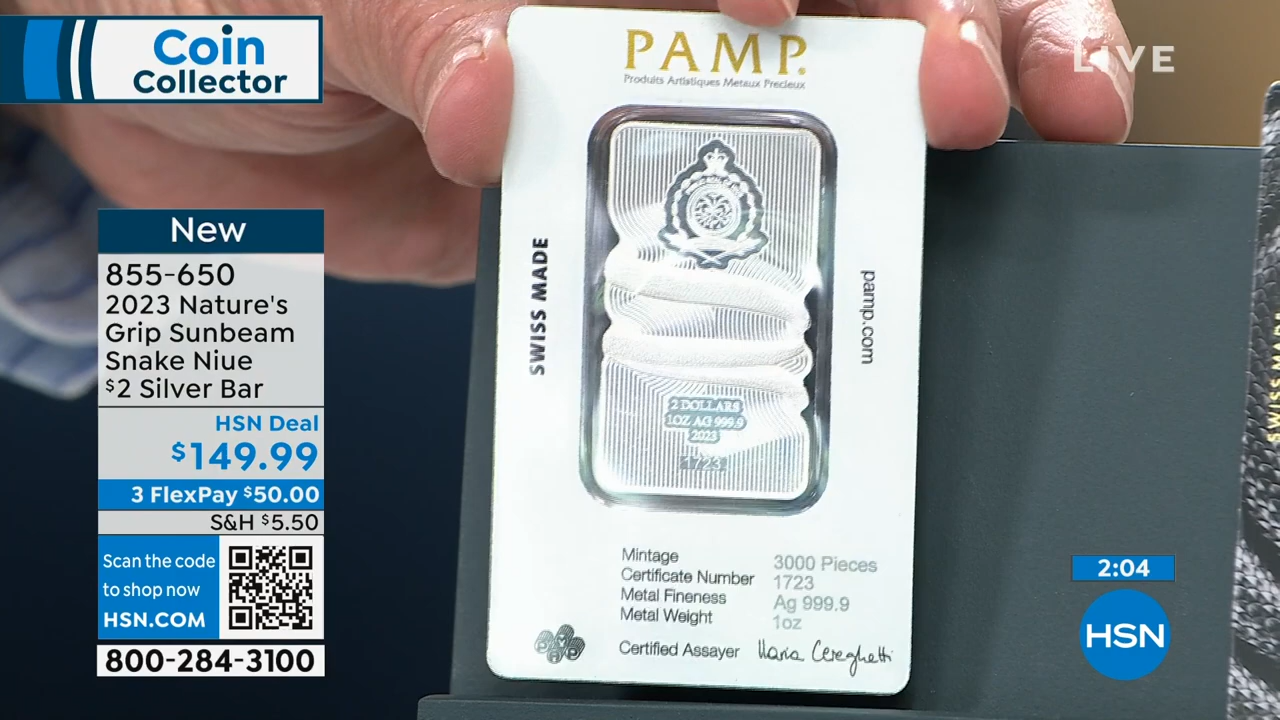 Coin
Collector
LIVE
New
855-650
2023 Nature's
Grip Sunbeam
Snake Niue
$2 Silver Bar
HSN Deal
$149.99
3 FlexPay $50.00
S&H $5.50
Scan the code
to shop now
HSN.COM
800-284-3100
PAMP.
Produits Artistiques Metaux Precieux
SWISS MADE
pamp.com
2 DOLLARS
1OZ AG 999.9
2023
1723
Mintage 3000 Pieces
Certificate Number 1723
Metal Fineness Ag 999.9
Metal Weight 1oz
Certified Assayer
2:04
HSN